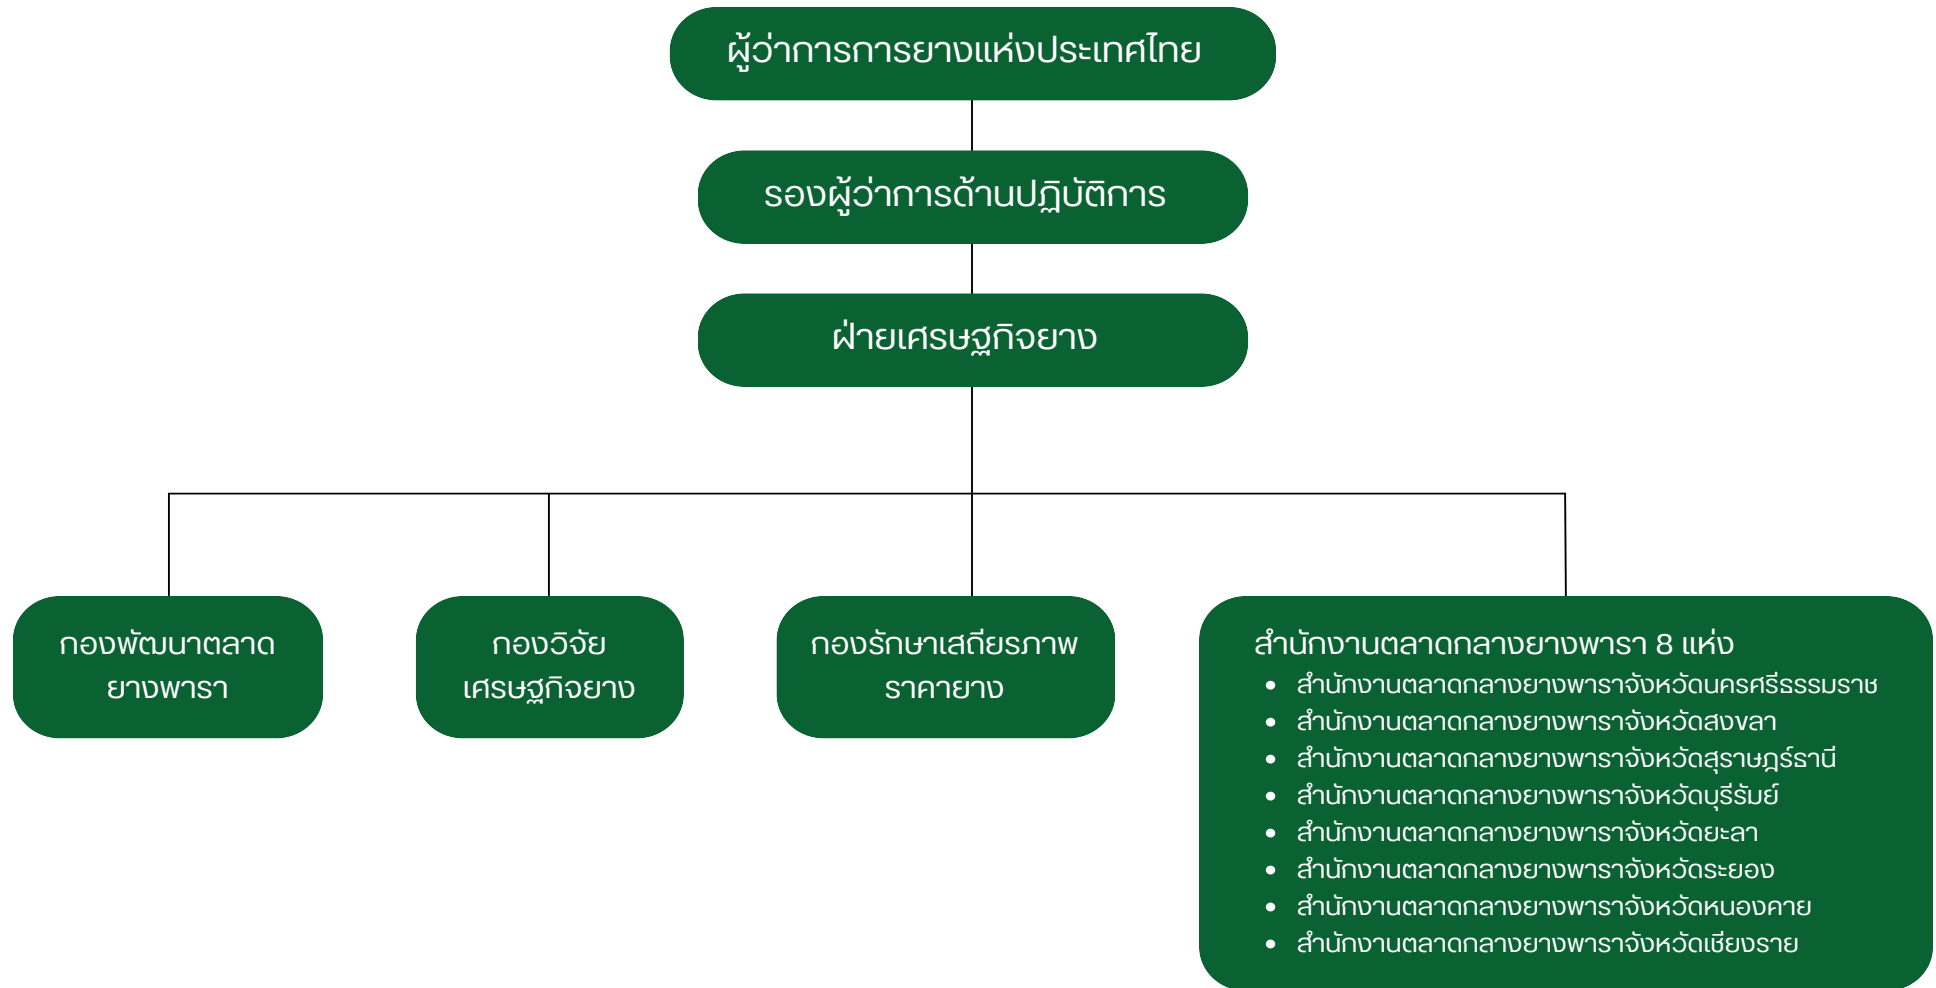 ผู้ว่าการการยางแห่งประเทศไทย
รองผู้ว่าการด้านปฏิบัติการ
ฝ่ายเศรษฐกิจยาง
กองพัฒนาตลาด
ยางพารา
กองวิจัย
เศรษฐกิจยาง
กองรักษาเสถียรภาพ
ราคายาง
สำนักงานตลาดกลางยางพารา 8 แห่ง
• สำนักงานตลาดกลางยางพาราจังหวัดนครศรีธรรมราช
• สำนักงานตลาดกลางยางพาราจังหวัดสงขลา
• สำนักงานตลาดกลางยางพาราจังหวัดสุราษฎร์ธานี
• สำนักงานตลาดกลางยางพาราจังหวัดบุรีรัมย์
• สำนักงานตลาดกลางยางพาราจังหวัดยะลา
• สำนักงานตลาดกลางยางพาราจังหวัดระยอง
• สำนักงานตลาดกลางยางพาราจังหวัดหนองคาย
• สำนักงานตลาดกลางยางพาราจังหวัดเชียงราย